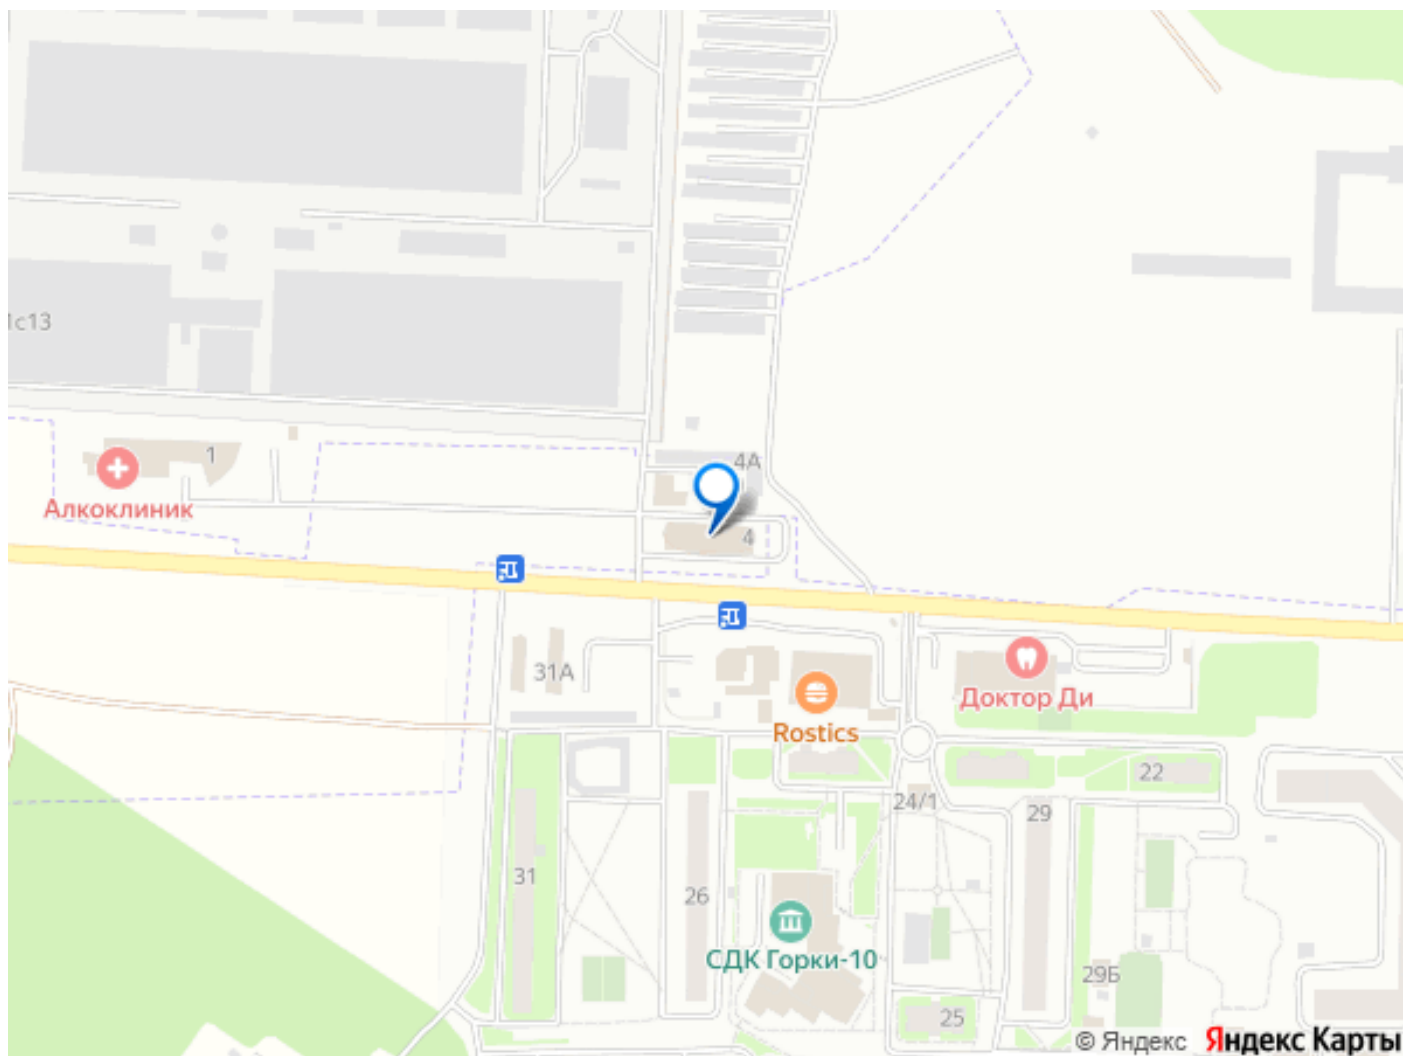 1с13
4А
1
Алкоклиник
4
31А
Доктор Ди
Rostics
22
24/1
29
31
26
СДК Горки-10
29Б
25
© Яндекс Яндекс Карты